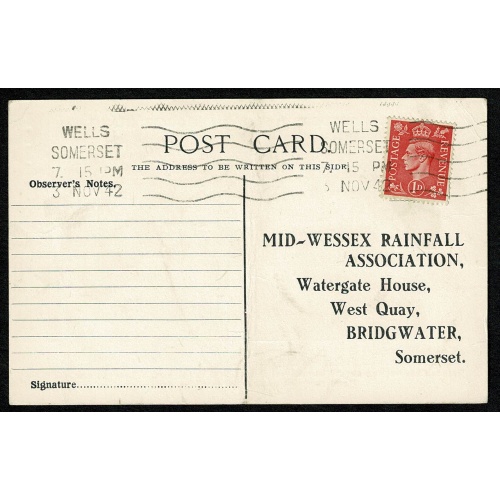 WELLS
SOMERSET
7. 15 PM
3 NOV 42
WELLS
SOMERSET
15 PM
3 NOV 42
POST CARD.
THE ADDRESS TO BE WRITTEN ON THIS SIDE.
POSTAGE
REVENUE
1D
Observer's Notes.
MID-WESSEX RAINFALL
ASSOCIATION,
Watergate House,
West Quay,
BRIDGWATER,
Somerset.
Signature